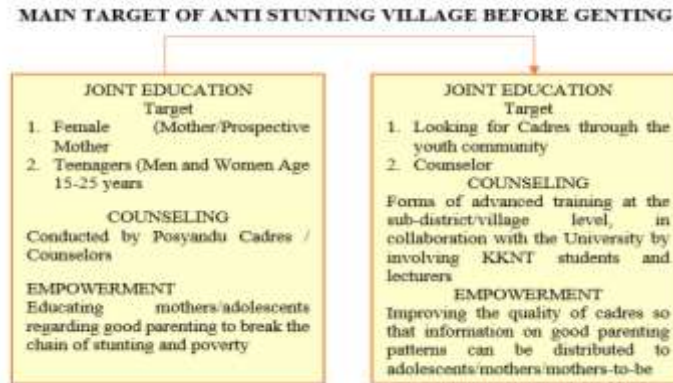 MAIN TARGET OF ANTI STUNTING VILLAGE BEFORE GENTING
JOINT EDUCATION
Target
1. Female (Mother/Prospective
Mother
2. Teenagers (Men and Women Age
15-25 years
COUNSELING
Conducted by Posyandu Cadres /
Counselors
EMPOWERMENT
Educating mothers/adolescents
regarding good parenting to break the
chain of stunting and poverty
JOINT EDUCATION
Target
1. Looking for Cadres through the
youth community
2. Counselor
COUNSELING
Forms of advanced training at the
sub-district/village level, in
collaboration with the University by
involving KKNT students and
lecturers
EMPOWERMENT
Improving the quality of cadres so
that information on good parenting
patterns can be distributed to
adolescents/mothers/mothers-to-be